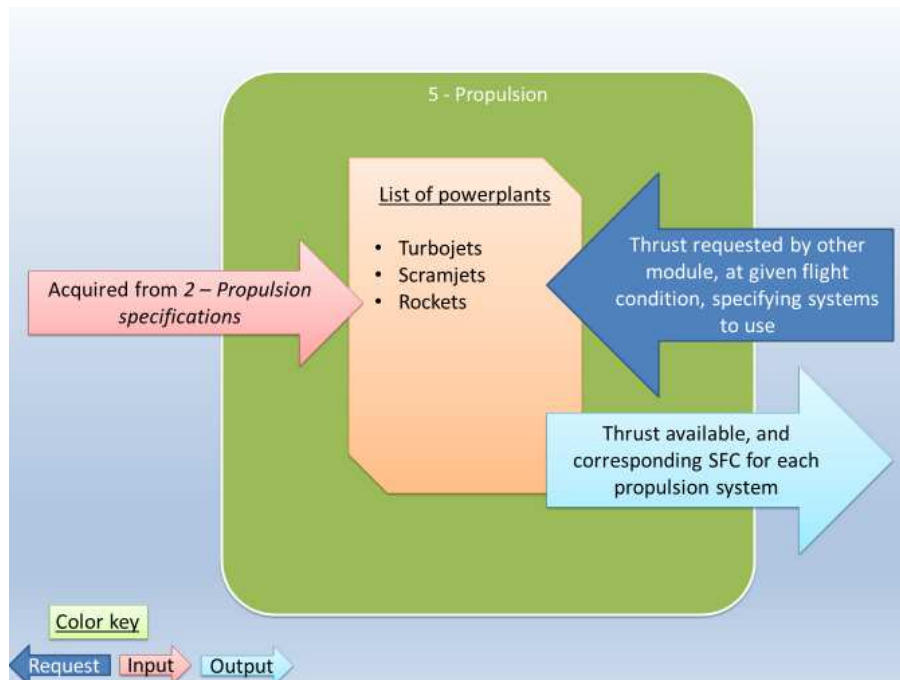 5 - Propulsion
List of powerplants
• Turbojets
• Scramjets
• Rockets
Acquired from 2 – Propulsion
specifications
Thrust requested by other
module, at given flight
condition, specifying systems
to use
Thrust available, and
corresponding SFC for each
propulsion system
Color key
Request
Input
Output